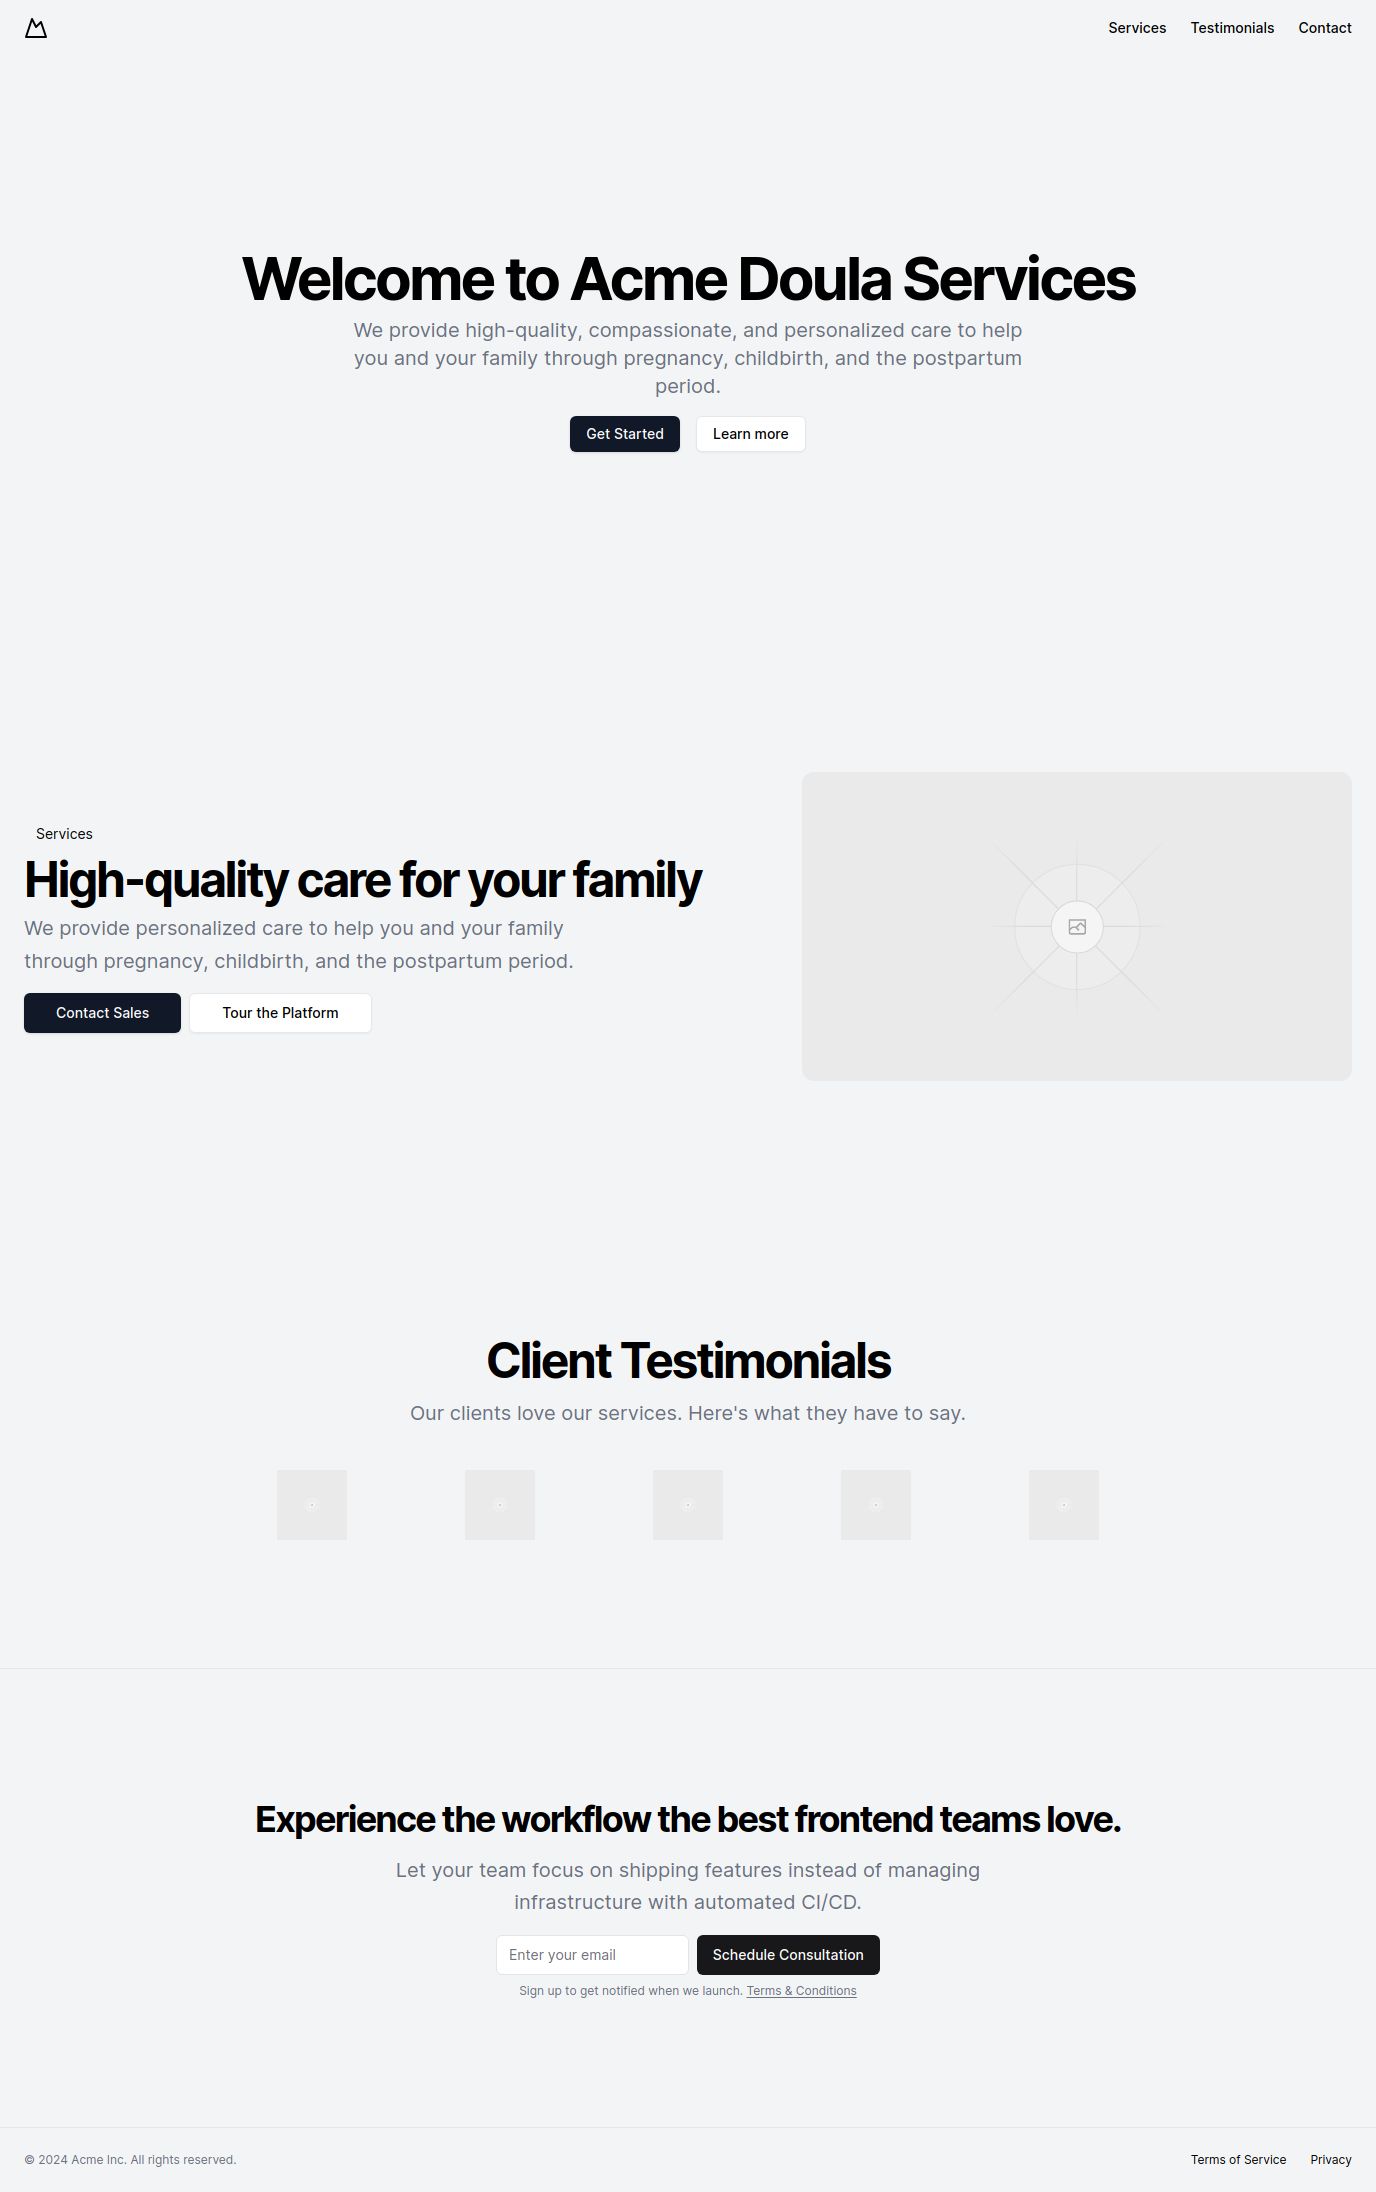 Services
Testimonials
Contact
Welcome to Acme Doula Services
We provide high-quality, compassionate, and personalized care to help
you and your family through pregnancy, childbirth, and the postpartum
period.
Get Started
Learn more
Services
High-quality care for your family
We provide personalized care to help you and your family
through pregnancy, childbirth, and the postpartum period.
Contact Sales
Tour the Platform
Client Testimonials
Our clients love our services. Here's what they have to say.
Experience the workflow the best frontend teams love.
Let your team focus on shipping features instead of managing
infrastructure with automated CI/CD.
Enter your email
Schedule Consultation
Sign up to get notified when we launch. Terms & Conditions
© 2024 Acme Inc. All rights reserved.
Terms of Service
Privacy